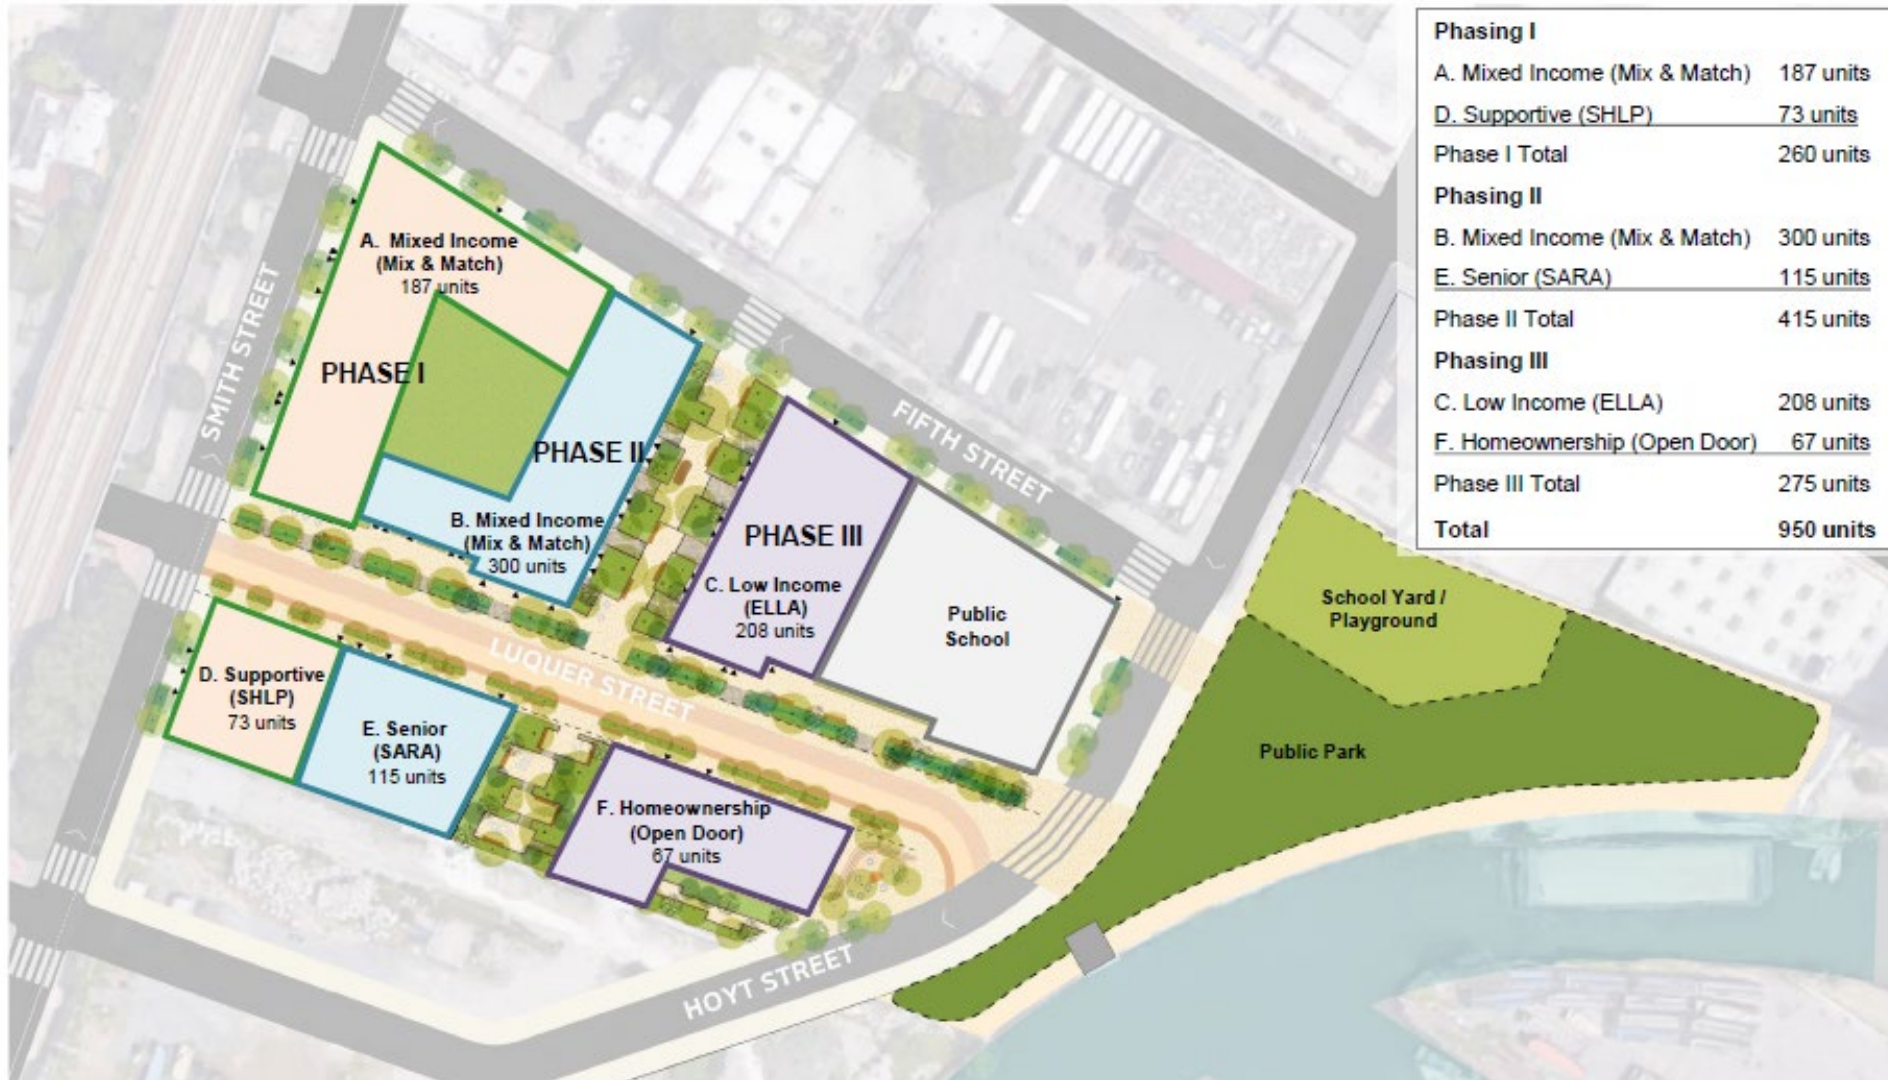 Phasing I
A. Mixed Income (Mix & Match) 187 units
D. Supportive (SHLP) 73 units
Phase I Total 260 units
Phasing II
B. Mixed Income (Mix & Match) 300 units
E. Senior (SARA) 115 units
Phase II Total 415 units
Phasing III
C. Low Income (ELLA) 208 units
F. Homeownership (Open Door) 67 units
Phase III Total 275 units
Total 950 units
A. Mixed Income
(Mix & Match)
187 units
PHASE I
SMITH STREET
PHASE II
B. Mixed Income
(Mix & Match)
300 units
FIFTH STREET
PHASE III
C. Low Income
(ELLA)
208 units
Public
School
School Yard /
Playground
Public Park
LUQUER STREET
D. Supportive
(SHLP)
73 units
E. Senior
(SARA)
115 units
F. Homeownership
(Open Door)
67 units
HOYT STREET